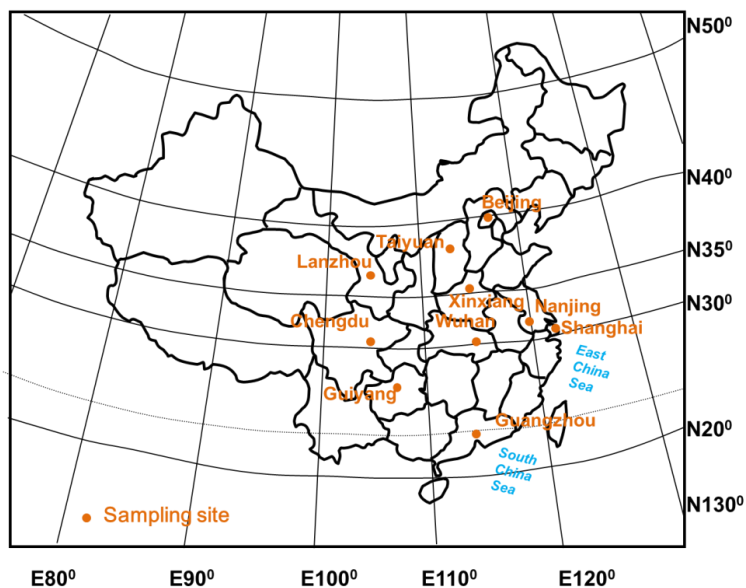 N50⁰
N40⁰
Beijing
Taiyuan
N35⁰
Lanzhou
N30⁰
Xinxiang
Nanjing
Chengdu
Wuhan
Shanghai
East
China
Sea
Guiyang
Guangzhou
N20⁰
South
China
Sea
N130⁰
Sampling site
E80⁰
E90⁰
E100⁰
E110⁰
E120⁰